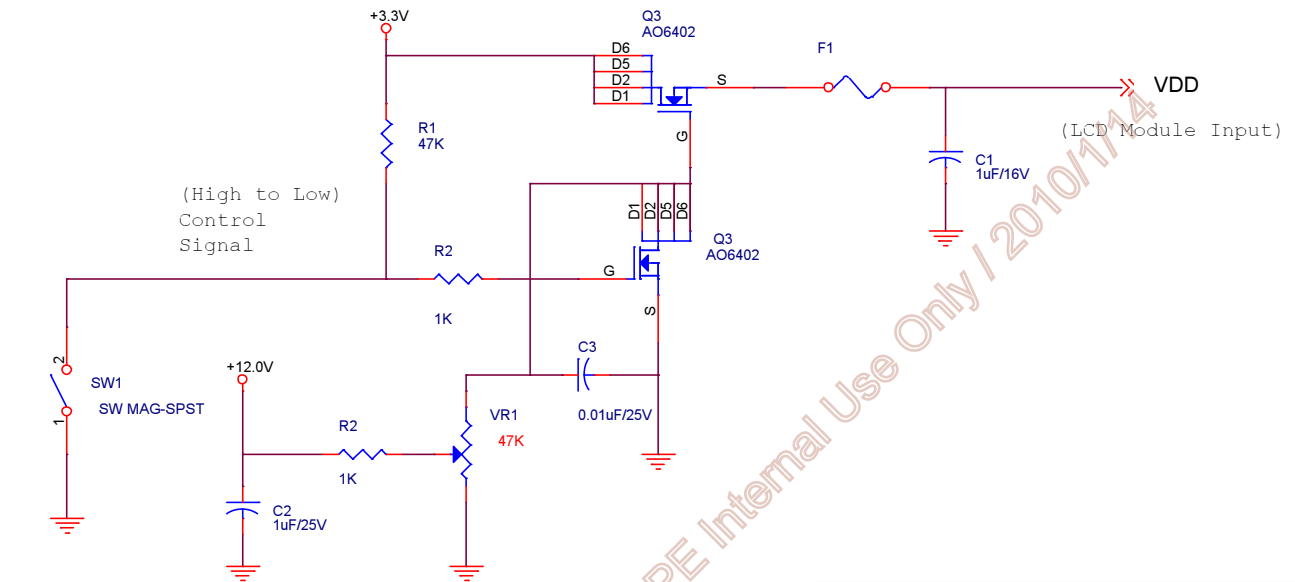 +3.3V
Q3
AO6402
D6
D5
D2
D1
S
G
F1
VDD
(LCD Module Input)
R1
47K
C1
1uF/16V
(High to Low)
Control
Signal
D1
D2
D5
D6
Q3
AO6402
R2
1K
G
S
2
1
SW1
SW MAG-SPST
+12.0V
C3
0.01uF/25V
VR1
47K
R2
1K
C2
1uF/25V
PE Internal Use Only / 2010/1/14